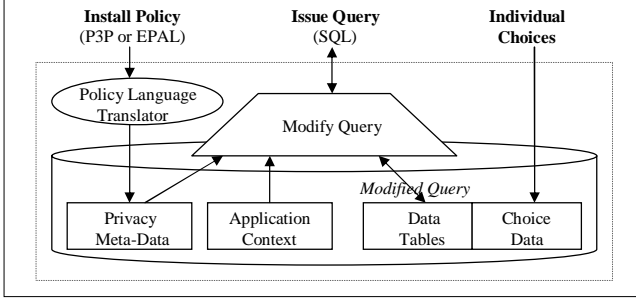 Install Policy
(P3P or EPAL)
Issue Query
(SQL)
Individual
Choices
Policy Language
Translator
Modify Query
Modified Query
Privacy
Meta-Data
Application
Context
Data
Tables
Choice
Data